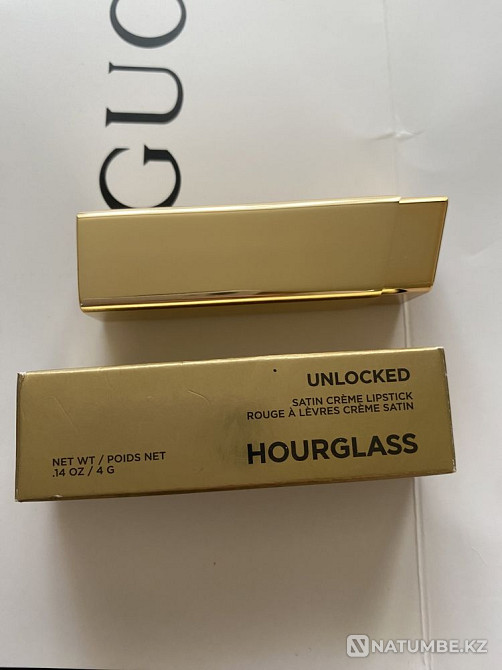 GUC
UNLOCKED
SATIN CRÈME LIPSTICK
ROUGE À LÈVRES CRÈME SATIN
HOURGLASS
NET WT / POIDS NET
.14 OZ / 4 G
NATUMBE.KZ